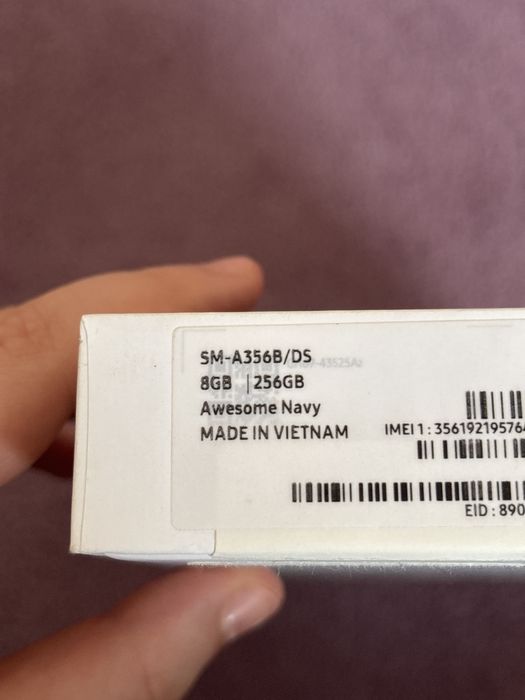 SM-A356B/DS
8GB | 256GB
Awesome Navy
MADE IN VIETNAM
IMEI 1 : 35619219576
EID : 890